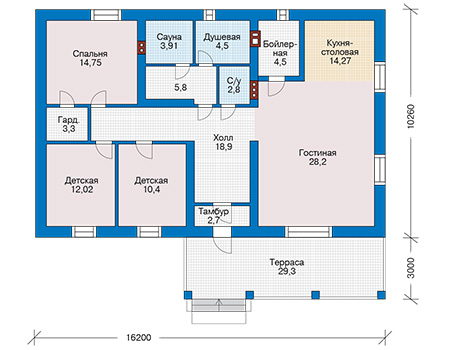 Спальня
14,75
Сауна
3,91
Душевая
4,5
Бойлер-
ная
4,5
Кухня-
столовая
14,27
5,8
С/у
2,8
Гард.
3,3
Холл
18,9
Гостиная
28,2
Детская
12,02
Детская
10,4
Тамбур
2,7
Терраса
29,3
10260
3000
16200